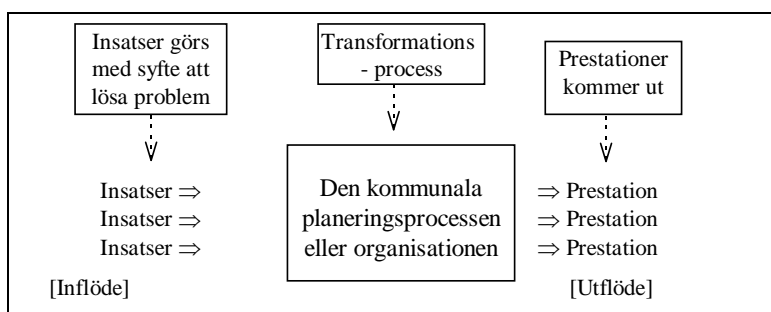 Insatser görs
med syfte att
lösa problem
Transformations
- process
Prestationer
kommer ut
Insatser ⇒
Insatser ⇒
Insatser ⇒
Den kommunala
planeringsprocessen
eller organisationen
⇒ Prestation
⇒ Prestation
⇒ Prestation
[Inflöde]
[Utflöde]